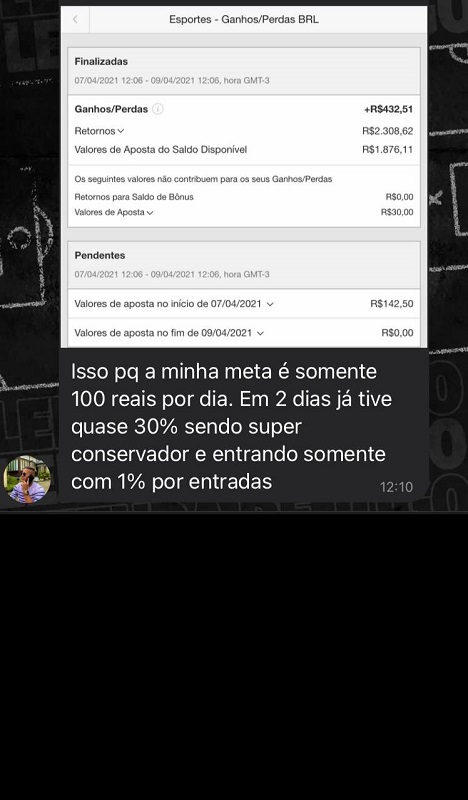 Esportes - Ganhos/Perdas BRL
Finalizadas
07/04/2021 12:06 - 09/04/2021 12:06, hora GMT-3
Ganhos/Perdas +R$432,51
Retornos R$2.308,62
Valores de Aposta do Saldo Disponível R$1.876,11
Os seguintes valores não contribuem para os seus Ganhos/Perdas
Retornos para Saldo de Bônus R$0,00
Valores de Aposta R$30,00
Pendentes
07/04/2021 12:06 - 09/04/2021 12:06, hora GMT-3
Valores de aposta no início de 07/04/2021 R$142,50
Valores de aposta no fim de 09/04/2021 R$0,00
Isso pq a minha meta é somente
100 reais por dia. Em 2 dias já tive
quase 30% sendo super
conservador e entrando somente
com 1% por entradas
12:10